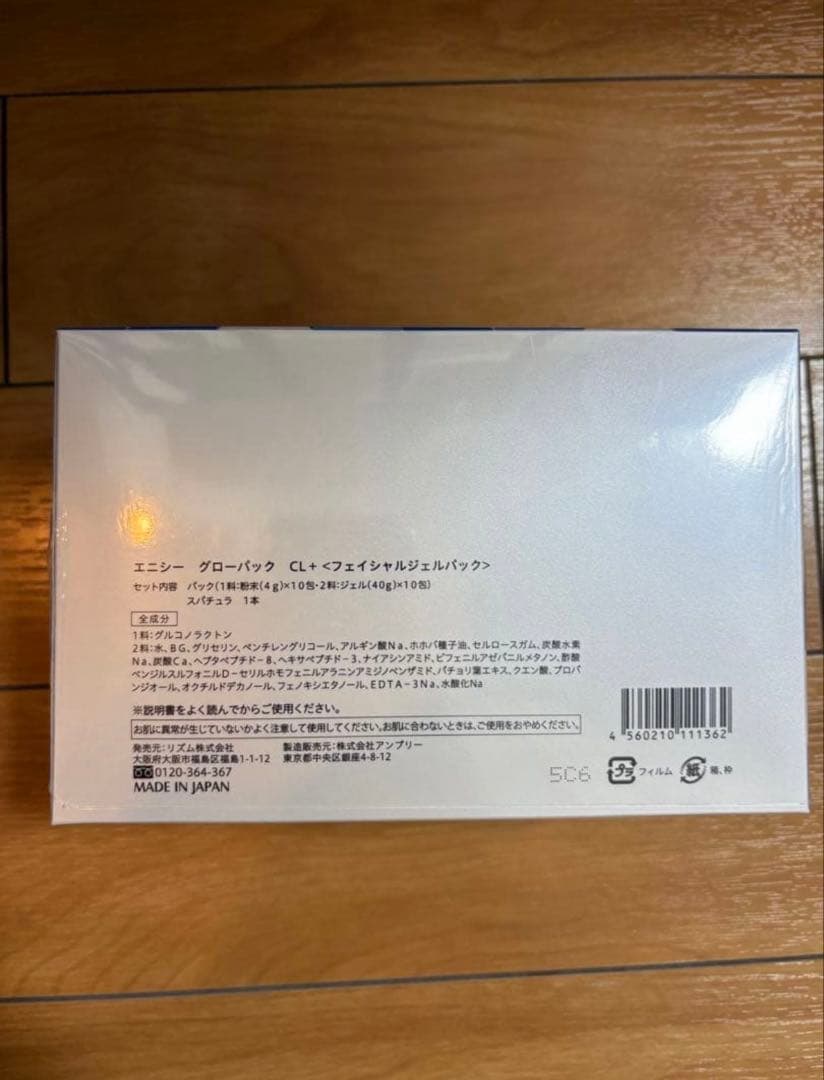 エニシー グローパック CL+ <フェイシャルジェルパック>
セット内容 パック(1料:粉末(4g)×10包・2料:ジェル(40g)×10包)
スパチュラ 1本
全成分
1料:グルコノラクトン
2料:水、BG、グリセリン、ペンチレングリコール、アルギン酸Na、ホホバ種子油、セルロースガム、炭酸水素
Na、炭酸Ca、ヘプタペプチド-8、ヘキサペプチド-3、ナイアシンアミド、ビフェニルアゼパニルメタノン、酢酸
ベンジルスルフォニルD-セリルホモフェニルアラニンアミジノベンザミド、パチョリ葉エキス、クエン酸、プロパ
ンジオール、オクチルドデカノール、フェノキシエタノール、EDTA-3Na、水酸化Na
※説明書をよく読んでからご使用ください。
お肌に異常が生じていないかよく注意して使用してください。お肌に合わないときは、ご使用をおやめください。
発売元:リズム株式会社 製造販売元:株式会社アンプリー
大阪府大阪市福島区福島1-1-12 東京都中央区銀座4-8-12
0120-364-367
MADE IN JAPAN
5C6
プラ フィルム 紙 箱、枠
4 560210 111362